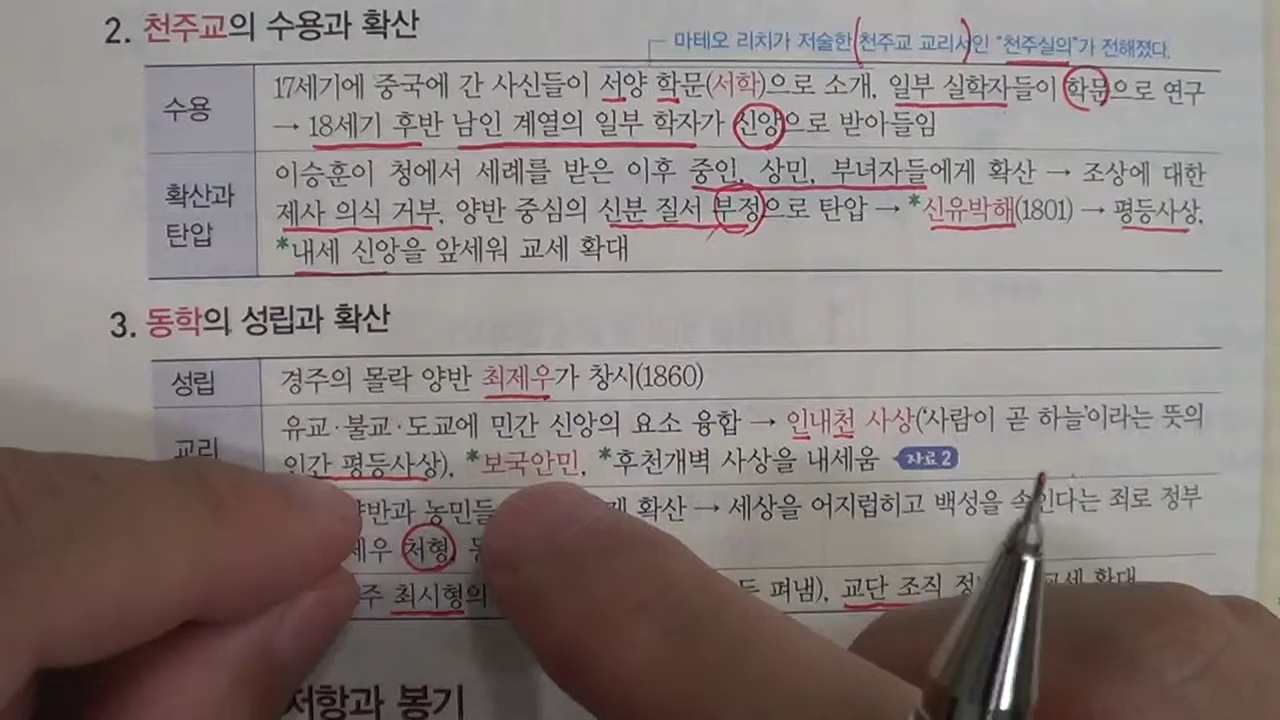 2. 천주교의 수용과 확산
마테오 리치가 저술한 천주교 교리서인 "천주실의"가 전해졌다.
수용
17세기에 중국에 간 사신들이 서양 학문(서학)으로 소개, 일부 실학자들이 학문으로 연구
→ 18세기 후반 남인 계열의 일부 학자가 신앙으로 받아들임
확산과
탄압
이승훈이 청에서 세례를 받은 이후 중인, 상민, 부녀자들에게 확산 → 조상에 대한
제사 의식 거부, 양반 중심의 신분 질서 부정으로 탄압 → *신유박해(1801) → 평등사상,
*내세 신앙을 앞세워 교세 확대
3. 동학의 성립과 확산
성립
경주의 몰락 양반 최제우가 창시(1860)
교리
유교·불교·도교에 민간 신앙의 요소 융합 → 인내천 사상('사람이 곧 하늘'이라는 뜻의
인간 평등사상), *보국안민, *후천개벽 사상을 내세움 자료 2
양반과 농민들 확산 → 세상을 어지럽히고 백성을 속인다는 죄로 정부
처형,
최시형의 펴냄), 교단 조직 교세 확대
저항과 봉기